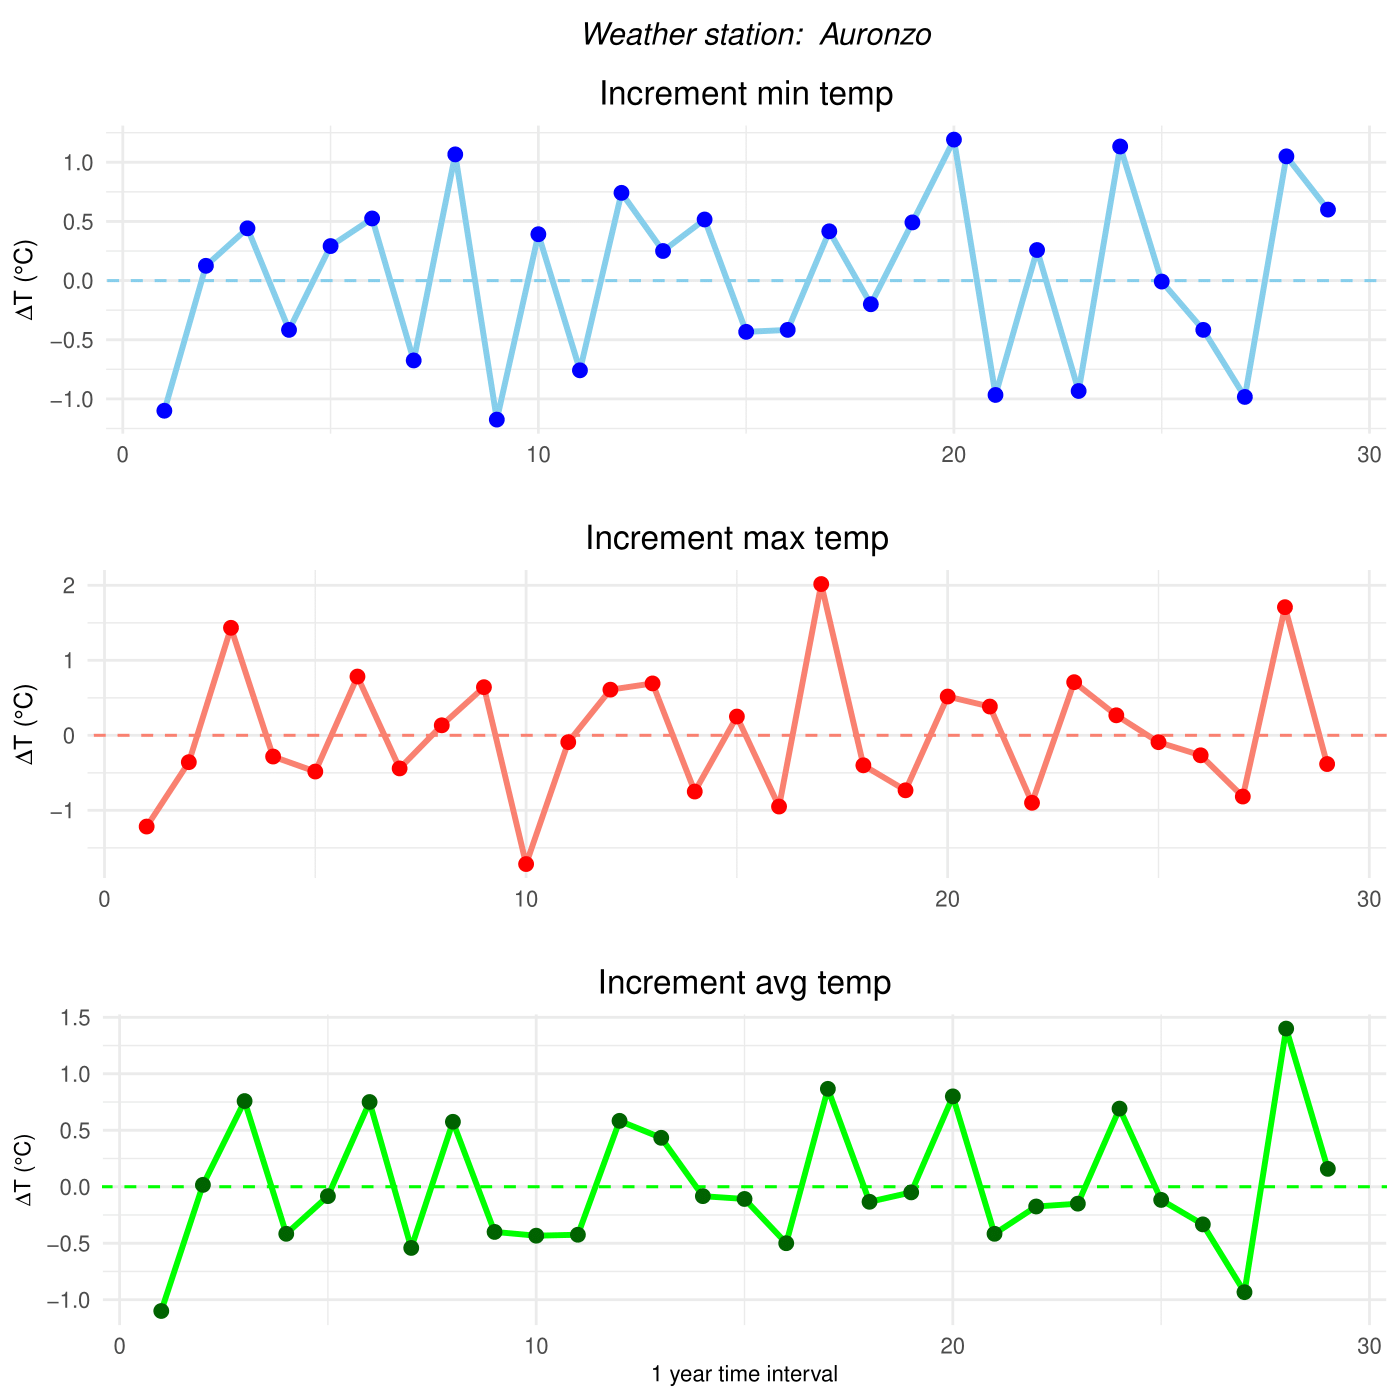 Weather station:  Auronzo
Increment min temp
1.0
0.5
0.0
−0.5
−1.0
ΔT (°C)
0 10 20 30
Increment max temp
2
1
0
−1
ΔT (°C)
0 10 20 30
Increment avg temp
1.5
1.0
0.5
0.0
−0.5
−1.0
ΔT (°C)
0 10 20 30
1 year time interval